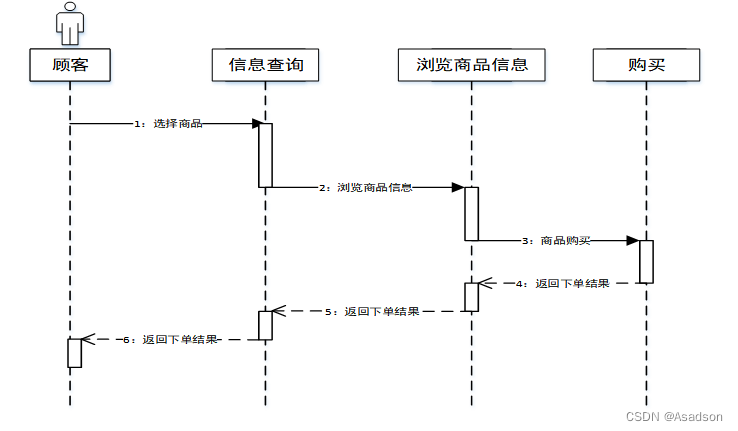 顾客
信息查询
浏览商品信息
购买
1: 选择商品
2: 浏览商品信息
3: 商品购买
4: 返回下单结果
5: 返回下单结果
6: 返回下单结果
CSDN @Asadson